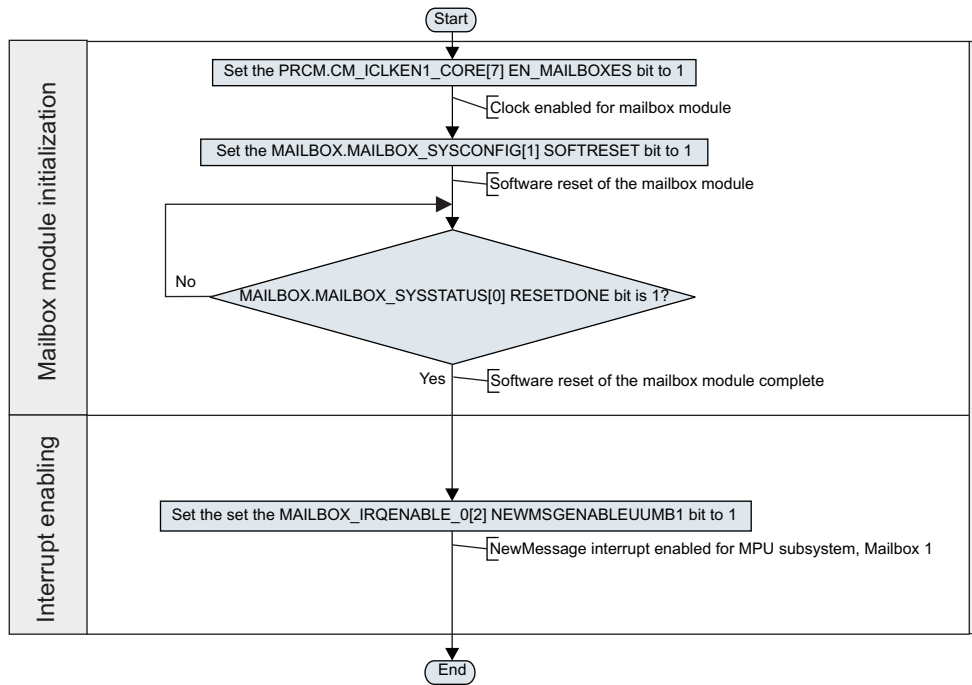 Start
Mailbox module initialization
Set the PRCM.CM_ICLKEN1_CORE[7] EN_MAILBOXES bit to 1
Clock enabled for mailbox module
Set the MAILBOX.MAILBOX_SYSCONFIG[1] SOFTRESET bit to 1
Software reset of the mailbox module
No
MAILBOX.MAILBOX_SYSSTATUS[0] RESETDONE bit is 1?
Yes
Software reset of the mailbox module complete
Interrupt enabling
Set the set the MAILBOX_IRQENABLE_0[2] NEWMSGENABLEUUMB1 bit to 1
NewMessage interrupt enabled for MPU subsystem, Mailbox 1
End